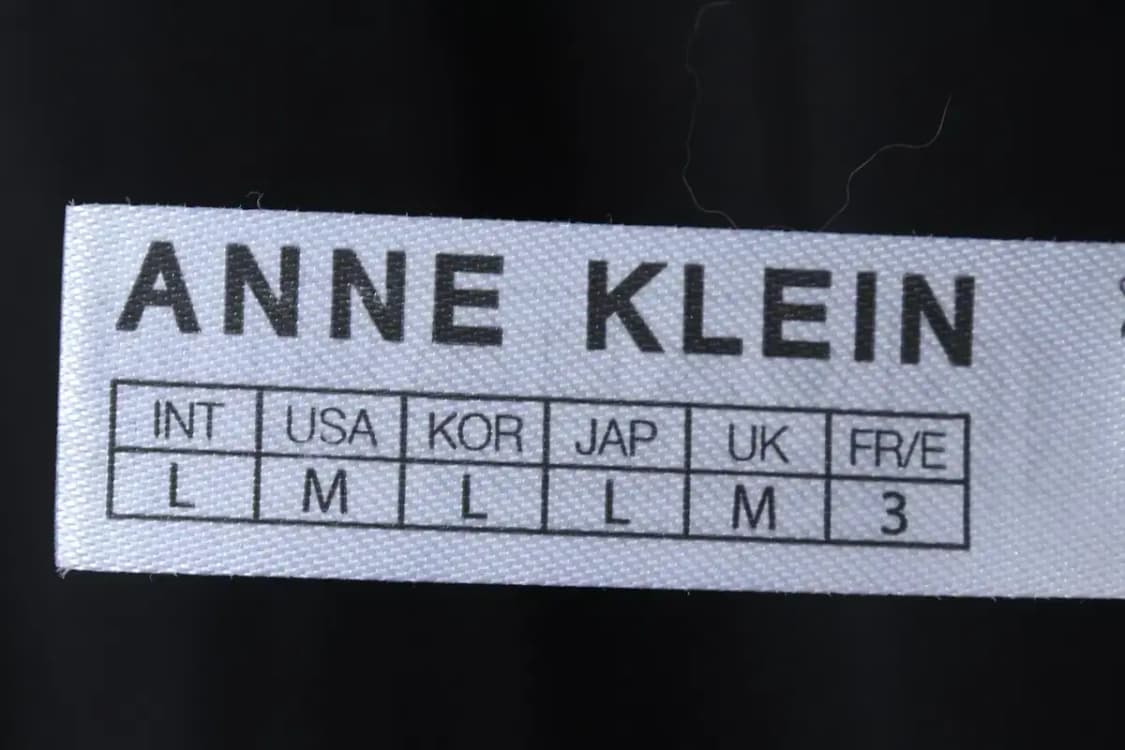 ANNE KLEIN
INT USA KOR JAP UK FR/E
L M L L M 3